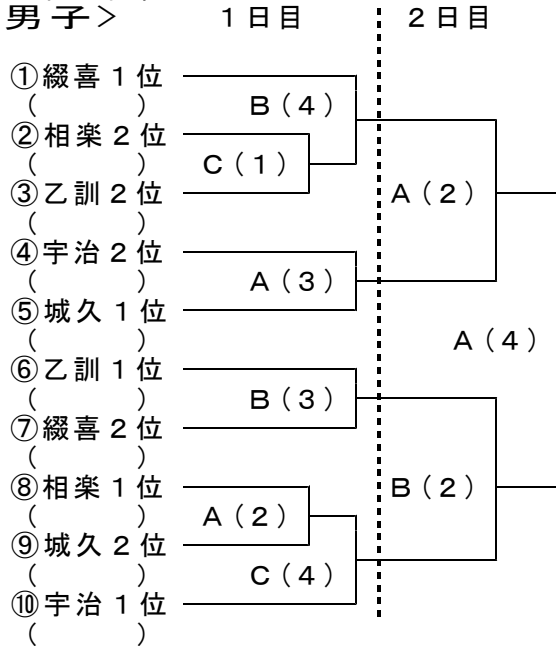 男子＞ １日目 ２日目
①綴喜１位
（　　　） Ｂ（４）
②相楽２位
（　　　） Ｃ（１）
③乙訓２位 Ａ（２）
（　　　）
④宇治２位
（　　　） Ａ（３）
⑤城久１位
（　　　） Ａ（４）
⑥乙訓１位
（　　　） Ｂ（３）
⑦綴喜２位
（　　　）
⑧相楽１位 Ｂ（２）
（　　　） Ａ（２）
⑨城久２位
（　　　） Ｃ（４）
⑩宇治１位
（　　　）